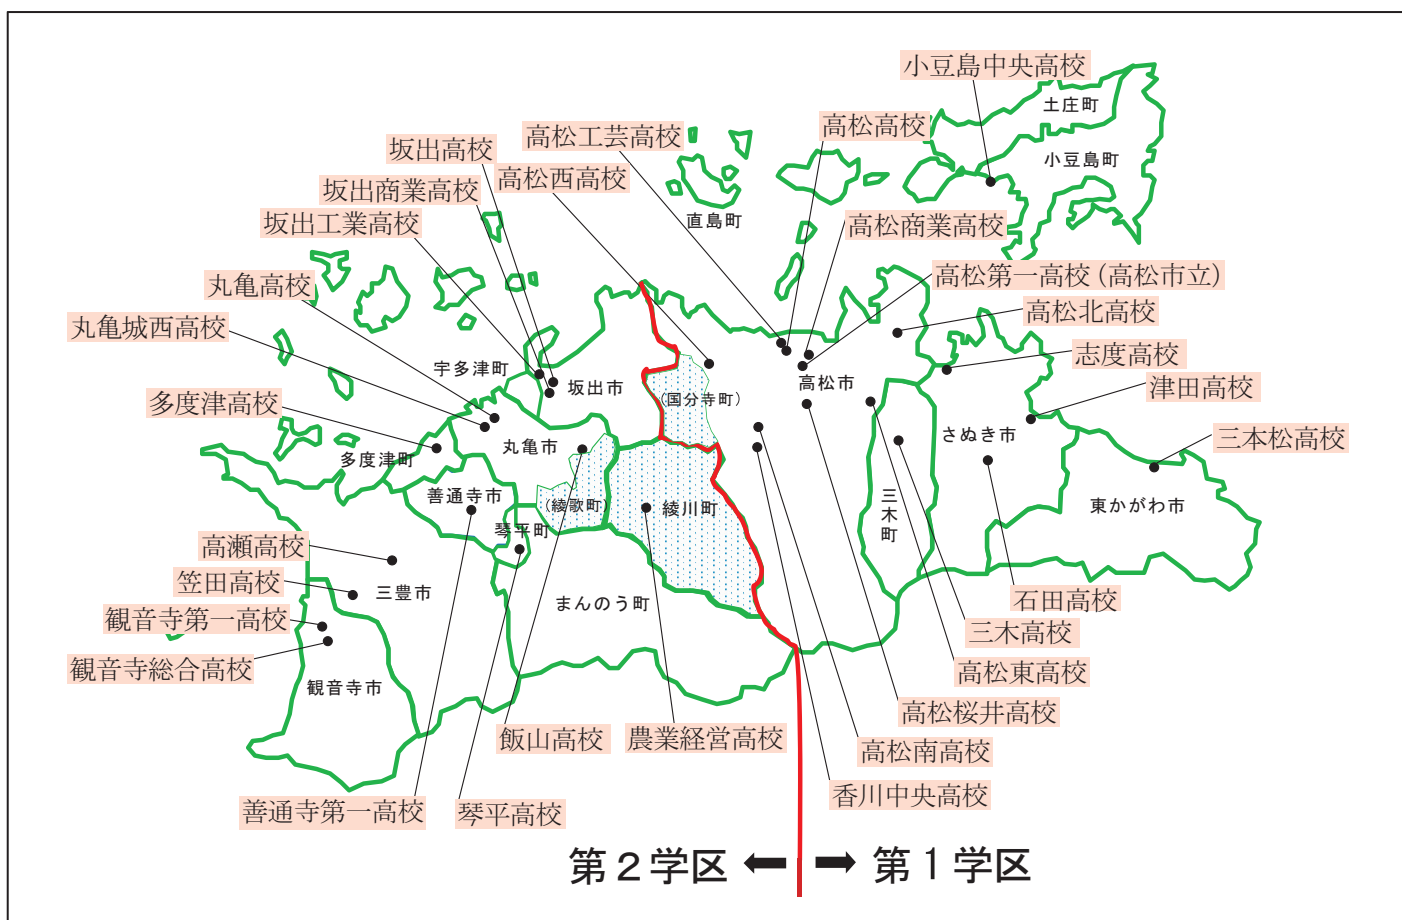 小豆島中央高校
土庄町
高松高校
高松工芸高校
坂出高校
小豆島町
高松西高校
坂出商業高校
直島町
坂出工業高校
高松商業高校
高松第一高校(高松市立)
丸亀高校
高松北高校
丸亀城西高校
志度高校
宇多津町
坂出市
高松市
津田高校
(国分寺町)
多度津高校
さぬき市
三本松高校
丸亀市
多度津町
善通寺市
(綾歌町)
綾川町
三木町
東かがわ市
琴平町
高瀬高校
笠田高校
三豊市
まんのう町
石田高校
観音寺第一高校
三木高校
観音寺総合高校
高松東高校
観音寺市
高松桜井高校
飯山高校
農業経営高校
高松南高校
香川中央高校
善通寺第一高校
琴平高校
第2学区
第1学区